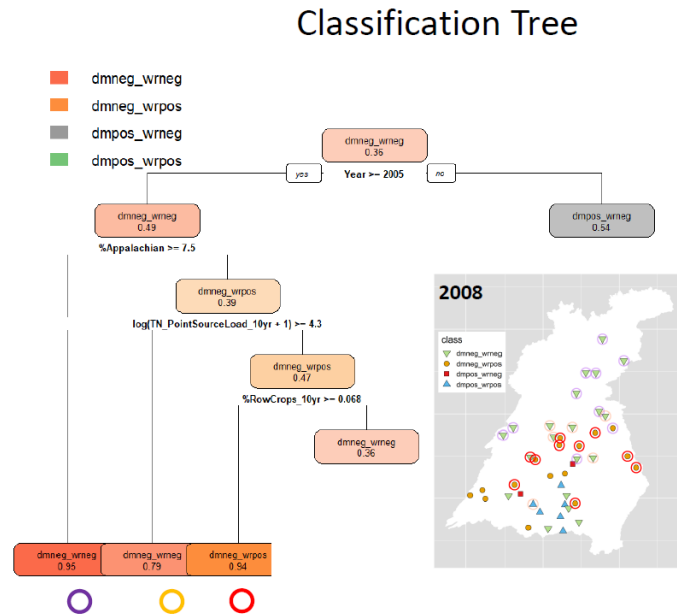 Classification Tree
dmneg_wrneg
dmneg_wrpos
dmpos_wrneg
dmpos_wrpos
dmneg_wrneg
0.36
yes
Year >= 2005
no
dmneg_wrneg
0.49
dmpos_wrneg
0.54
%Appalachian >= 7.5
dmneg_wrpos
0.39
log(TN_PointSourceLoad_10yr + 1) >= 4.3
dmneg_wrpos
0.47
%RowCrops_10yr >= 0.068
dmneg_wrneg
0.36
2008
class
dmneg_wrneg
dmneg_wrpos
dmpos_wrneg
dmpos_wrpos
dmneg_wrneg
0.95
dmneg_wrneg
0.79
dmneg_wrpos
0.94